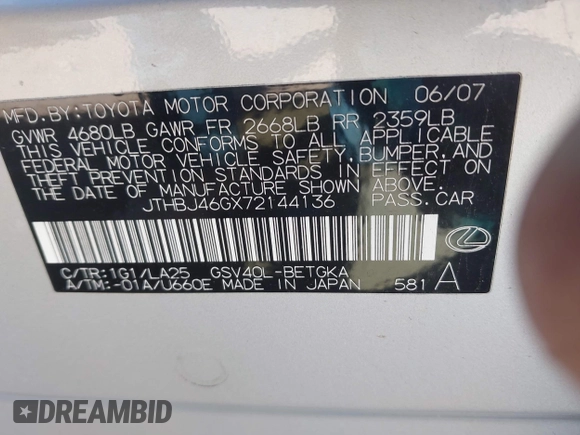 MFD. BY: TOYOTA MOTOR CORPORATION 06/07
GVWR 4680LB GAWR FR 2668LB RR 2359LB
THIS VEHICLE CONFORMS TO ALL APPLICABLE
FEDERAL MOTOR VEHICLE SAFETY, BUMPER, AND
THEFT PREVENTION STANDARDS IN EFFECT ON
THE DATE OF MANUFACTURE SHOWN ABOVE.
JTHBJ46GX72144136 PASS. CAR
C/TR: 1G1/LA25 GSV40L-BETGKA
A/TM: -01A/U660E MADE IN JAPAN 581 A
DREAMBID